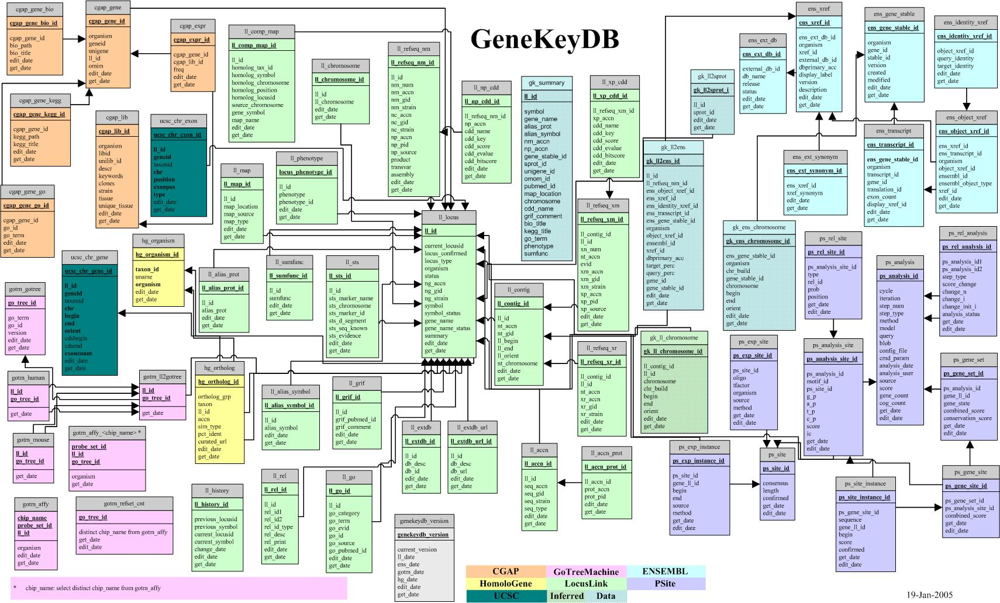 GeneKeyDB
cgap_gene_bio
cgap_gene_bio_id
cgap_gene_id
bio_path
bio_title
edit_date
get_date
cgap_gene
cgap_gene_id
organism
geneid
unigene
ll_id
omim
edit_date
get_date
cgap_expr
cgap_expr_id
cgap_gene_id
cgap_lib_id
freq
edit_date
get_date
cgap_gene_kegg
cgap_gene_kegg_id
cgap_gene_id
kegg_path
kegg_title
edit_date
get_date
cgap_lib
cgap_lib_id
organism
libid
unilib_id
descr
keywords
clones
strain
tissue
unique_tissue
edit_date
get_date
ucsc_chr_exon
ucsc_chr_exon_id
ll_id
geneid
taxonid
chr
position
exonpos
type
edit_date
get_date
cgap_gene_go
cgap_gene_go_id
cgap_gene_id
go_id
go_term
edit_date
get_date
ll_comp_map
ll_comp_map_id
ll_id
homolog_tax_id
homolog_symbol
homolog_chromosome
homolog_position
homolog_locusid
source_chromosome
gene_symbol
map_name
edit_date
get_date
ll_chromosome
ll_chromosome_id
ll_id
ll_chromosome
edit_date
get_date
ll_refseq_nm
ll_refseq_nm_id
ll_id
nm_num
nm_accn
nm_gid
nm_strain
nc_accn
nc_gid
nc_strain
np_accn
np_pid
np_source
product
transvar
assembly
edit_date
get_date
ll_np_cdd
ll_np_cdd_id
ll_refseq_nm_id
np_accn
cdd_name
cdd_key
cdd_score
cdd_evalue
cdd_bitscore
edit_date
get_date
gk_summary
ll_id
symbol
gene_name
alias_prot
alias_symbol
nm_accn
np_accn
gene_stable_id
sprot_id
unigene_id
omom_id
pubmed_id
map_location
chromosome
cdd_name
grif_comment
bio_title
kegg_title
go_term
phenotype
sumfunc
ll_xp_cdd
ll_xp_cdd_id
ll_refseq_xm_id
xp_accn
cdd_name
cdd_key
cdd_score
cdd_evalue
cdd_bitscore
edit_date
get_date
gk_ll2sprot
gk_ll2sprot_i
ll_id
sprot_id
edit_date
get_date
ens_ext_db
ens_ext_db_id
external_db_id
db_name
release
status
edit_date
get_date
ens_xref
ens_xref_id
ens_ext_db_id
organism
xref_id
external_db_id
dbprimary_acc
display_label
version
description
edit_date
get_date
ens_gene_stable
ens_gene_stable_id
organism
gene_id
stable_id
version
created
modified
edit_date
get_date
ens_identity_xref
ens_identity_xref_id
object_xref_id
query_identity
target_identity
edit_date
get_date
ens_object_xref
ens_object_xref_id
ens_xref_id
ens_transcript_id
organism
object_xref_id
ensembl_id
ensembl_object_type
xref_id
edit_date
get_date
ens_transcript
ens_transcript_id
ens_gene_stable_id
organism
transcript_id
gene_id
translation_id
exon_count
display_xref_id
edit_date
get_date
ens_ext_synonym
ens_ext_synonym_id
ens_xref_id
xref_synonym
edit_date
get_date
gk_ll2ens
gk_ll2ens_id
ll_id
ll_refseq_nm_id
ens_object_xref_id
ens_xref_id
ens_identity_xref_id
ens_transcript_id
ens_gene_stable_id
organism
object_xref_id
ensembl_id
xref_id
dbprimary_acc
target_perc
query_perc
gene_id
gene_stable_id
edit_date
get_date
gk_ens_chromosome
gk_ens_chromosome_id
ens_gene_stable_id
organism
chr_build
gene_stable_id
chromosome
begin
end
orient
edit_date
get_date
ll_map
ll_map_id
ll_id
map_location
map_source
map_type
edit_date
get_date
ll_phenotype
locus_phenotype_id
ll_id
phenotype
phenotype_id
edit_date
get_date
ll_locus
ll_id
current_locusid
locus_confirmed
locus_type
organism
status
ng_accn
ng_gid
ng_strain
symbol
symbol_status
gene_name
gene_name_status
summary
edit_date
get_date
ll_refseq_xm
ll_refseq_xm_id
ll_contig_id
ll_id
xn_num
nt_accn
evid
xm_accn
xm_gid
xm_strain
xp_accn
xp_pid
xp_source
edit_date
get_date
hg_organism
hg_organism_id
taxon_id
uname
organism
edit_date
get_date
ucsc_chr_gene
ucsc_chr_gene_id
ll_id
geneid
taxonid
chr
begin
end
orient
cdsbegin
cdsend
exoncount
edit_date
get_date
ll_alias_prot
ll_alias_prot_id
ll_id
alias_prot
edit_date
get_date
ll_sumfunc
ll_sumfunc_id
ll_id
sumfunc
edit_date
get_date
ll_sts
ll_sts_id
ll_id
sts_marker_name
sts_chromosome
sts_marker_id
sts_d_segment
sts_seq_known
sts_evidence
edit_date
get_date
ll_contig
ll_contig_id
ll_id
nt_accn
nt_gid
ll_begin
ll_end
ll_orient
nt_chromosome
edit_date
get_date
gk_ll_chromosome
gk_ll_chromosome_id
ll_contig_id
ll_id
chromosome
chr_build
begin
end
orient
edit_date
get_date
ll_refseq_xr
ll_refseq_xr_id
ll_contig_id
ll_id
nt_accn
xr_accn
xr_gid
xr_strain
edit_date
get_date
ps_rel_site
ps_rel_site_id
ps_analysis_site_id
type
rel_id
prob
position
get_date
edit_date
ps_analysis
ps_analysis_id
cycle
iteration
step_num
step_type
method
model
query
blob
config_file
cmd_param
analysis_date
analysis_user
source
score
gene_count
cog_count
get_date
edit_date
ps_rel_analysis
ps_rel_analysis_id
ps_analysis_id1
ps_analysis_id2
step_type
score_change
change_n
change_i
change_init_i
analysis_status
get_date
edit_date
ps_exp_site
ps_exp_site_id
ps_site_id
oligo
tfactor
organism
source
method
get_date
edit_date
ps_analysis_site
ps_analysis_site_id
ps_analysis_id
motif_id
ps_site_id
g_p
a_p
t_p
c_p
score
ic
get_date
edit_date
ps_gene_set
ps_gene_set_id
ps_analysis_id
gene_ll_id
gene_state
combined_score
conservation_score
get_date
edit_date
gotm_gotree
go_tree_id
go_term
go_id
version
edit_date
get_date
gotm_human
ll_id
go_tree_id
get_date
gotm_ll2gotree
ll_id
go_tree_id
get_date
hg_ortholog
hg_ortholog_id
ortholog_grp
taxon
ll_id
accn
sim_type
pct_ident
curated_url
edit_date
get_date
ll_alias_symbol
ll_alias_symbol_id
ll_id
alias_symbol
edit_date
get_date
ll_grif
ll_grif_id
ll_id
grif_pubmed_id
grif_comment
edit_date
get_date
ll_extdb
ll_extdb_id
ll_id
db_desc
db_id
edit_date
get_date
ll_extdb_url
ll_extdb_url_id
ll_id
db_desc
db_url
edit_date
get_date
gotm_mouse
ll_id
go_tree_id
get_date
gotm_affy_<chip_name> *
probe_set_id
ll_id
go_tree_id
organism
get_date
ll_accn
ll_accn_id
ll_id
seq_accn
seq_gid
seq_strain
seq_type
edit_date
get_date
ll_accn_prot
ll_accn_prot_id
ll_accn_id
prot_accn
prot_pid
edit_date
get_date
ps_exp_instance
ps_exp_instance_id
ps_site_id
gene_ll_id
begin
end
source
method
get_date
edit_date
ps_site
ps_site_id
consensus
length
confirmed
get_date
edit_date
ps_site_instance
ps_site_instance_id
ps_gene_site_id
sequence
gene_ll_id
begin
score
confirmed
get_date
edit_date
ps_gene_site
ps_gene_site_id
ps_gene_set_id
ps_analysis_site_id
combined_score
get_date
edit_date
gotm_affy
chip_name
probe_set_id
ll_id
organism
edit_date
get_date
gotm_refset_cnt
go_tree_id
distinct chip_name from gotm_affy
get_date
edit_date
ll_history
ll_history_id
previous_locusid
previous_symbol
current_locusid
current_symbol
change_date
edit_date
get_date
ll_rel
ll_rel_id
ll_id
rel_id1
rel_id2
rel_id_type
rel_desc
rel_print
edit_date
get_date
ll_go
ll_go_id
ll_id
go_category
go_term
go_evid
go_id
go_source
go_pubmed_id
edit_date
get_date
genekeydb_version
genekeydb_version
current_version
ll_date
ens_date
gotm_date
hg_date
edit_date
get_date
CGAP GoTreeMachine ENSEMBL
HomoloGene LocusLink PSite
UCSC Inferred Data
* chip_name: select distinct chip_name from gotm_affy
19-Jan-2005